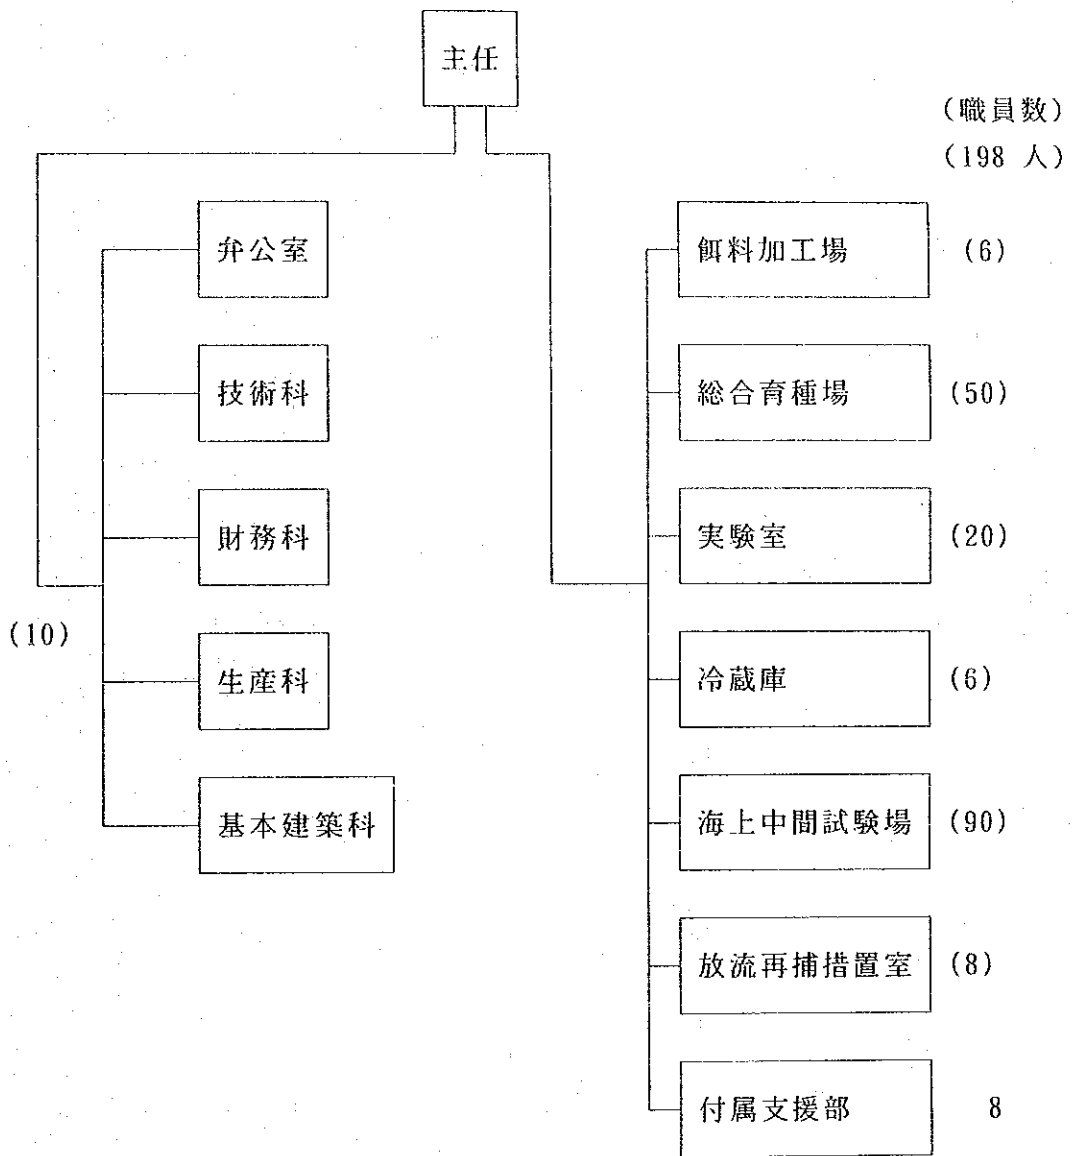 主任
(職員数)
(198 人)
弁公室
技術科
財務科
(10)
生産科
基本建築科
餌料加工場 (6)
総合育種場 (50)
実験室 (20)
冷蔵庫 (6)
海上中間試験場 (90)
放流再捕措置室 (8)
付属支援部 8